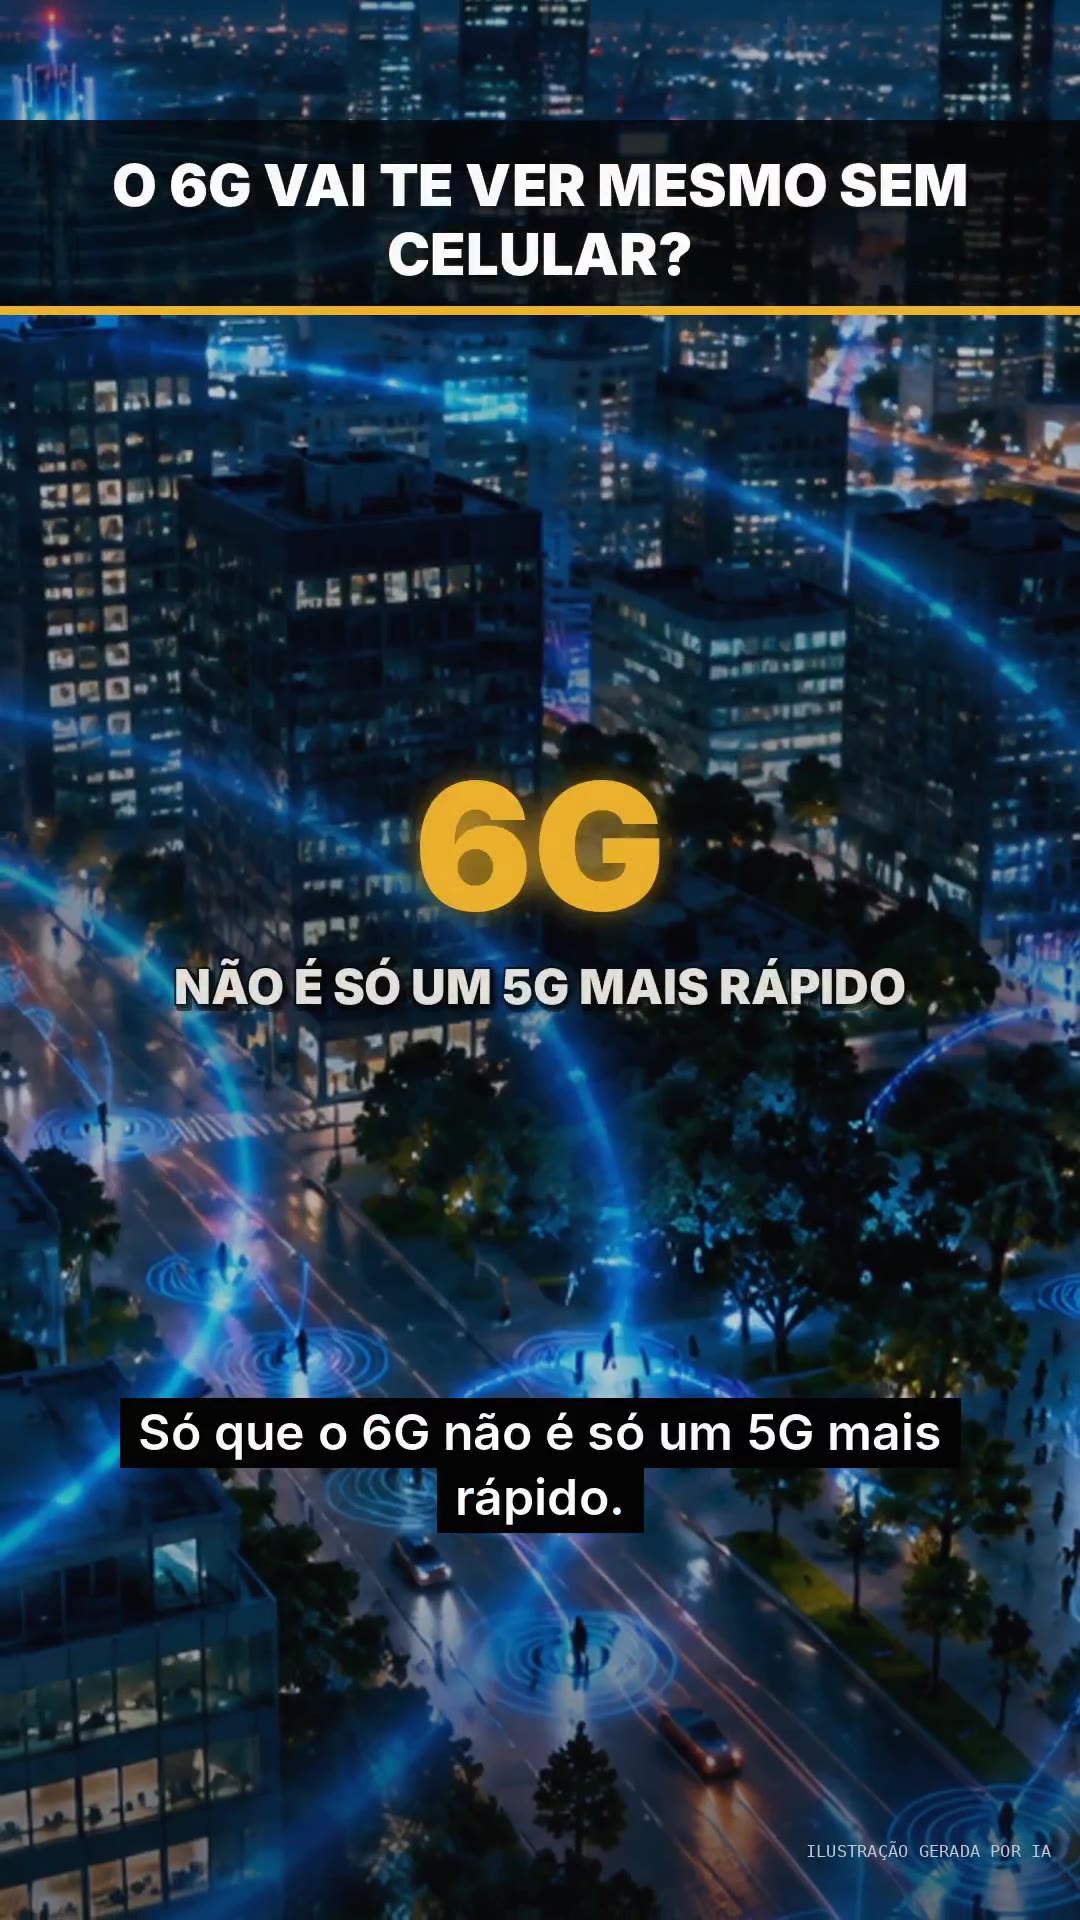 O 6G VAI TE VER MESMO SEM
CELULAR?
6G
NÃO É SÓ UM 5G MAIS RÁPIDO
Só que o 6G não é só um 5G mais
rápido.
ILUSTRAÇÃO GERADA POR IA